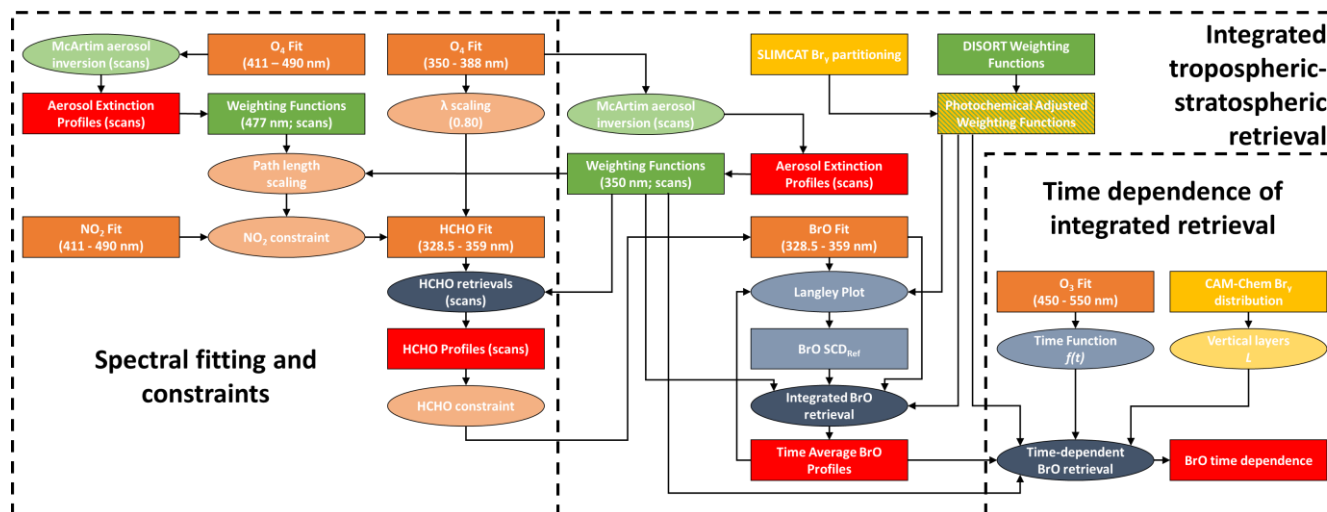 McArtim aerosol
inversion (scans)
O₄ Fit
(411 – 490 nm)
O₄ Fit
(350 - 388 nm)
Aerosol Extinction
Profiles (scans)
Weighting Functions
(477 nm; scans)
λ scaling
(0.80)
Path length
scaling
NO₂ Fit
(411 - 490 nm)
NO₂ constraint
HCHO Fit
(328.5 - 359 nm)
HCHO retrievals
(scans)
HCHO Profiles (scans)
HCHO constraint
Spectral fitting and
constraints
SLIMCAT Brᵧ partitioning
DISORT Weighting
Functions
Integrated
tropospheric-
stratospheric
retrieval
McArtim aerosol
inversion (scans)
Photochemical Adjusted
Weighting Functions
Weighting Functions
(350 nm; scans)
Aerosol Extinction
Profiles (scans)
BrO Fit
(328.5 - 359 nm)
Langley Plot
BrO SCD_Ref
Integrated BrO
retrieval
Time Average BrO
Profiles
Time dependence of
integrated retrieval
O₃ Fit
(450 - 550 nm)
CAM-Chem Brᵧ
distribution
Time Function
f(t)
Vertical layers
L
Time-dependent
BrO retrieval
BrO time dependence